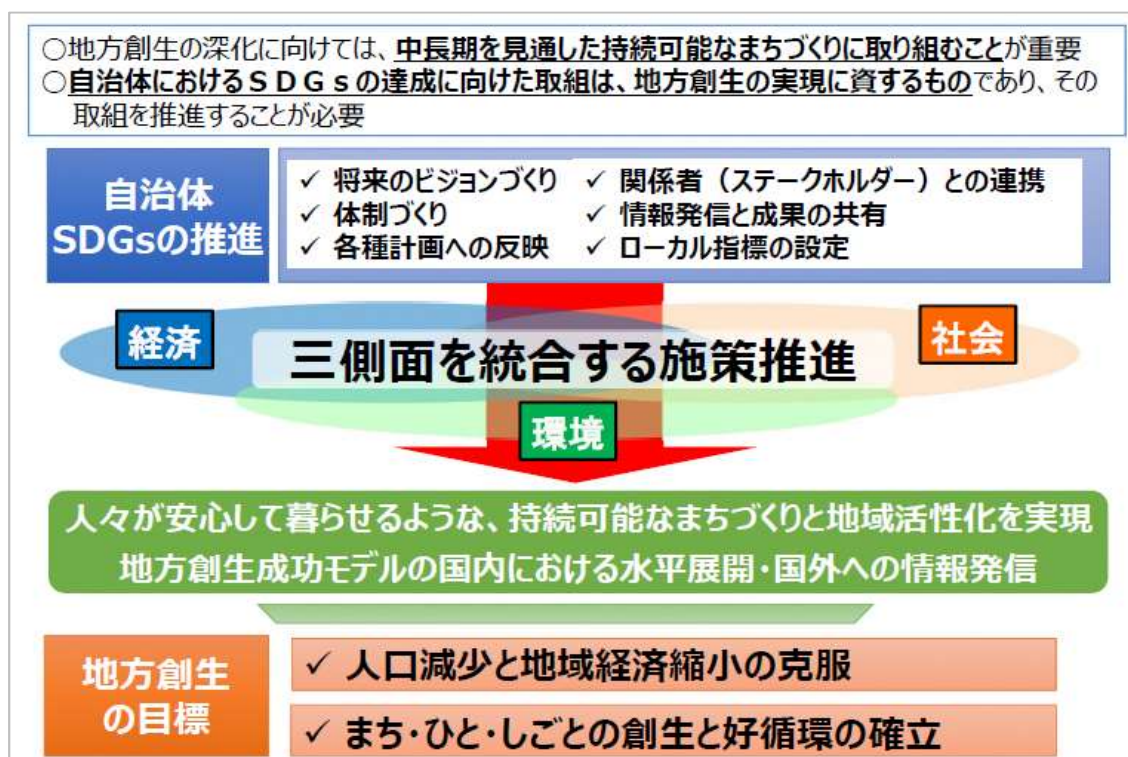 ○地方創生の深化に向けては、中長期を見通した持続可能なまちづくりに取り組むことが重要
○自治体におけるＳＤＧｓの達成に向けた取組は、地方創生の実現に資するものであり、その
取組を推進することが必要
自治体
SDGsの推進
✓ 将来のビジョンづくり ✓ 関係者（ステークホルダー）との連携
✓ 体制づくり ✓ 情報発信と成果の共有
✓ 各種計画への反映 ✓ ローカル指標の設定
経済
社会
三側面を統合する施策推進
環境
人々が安心して暮らせるような、持続可能なまちづくりと地域活性化を実現
地方創生成功モデルの国内における水平展開・国外への情報発信
地方創生
の目標
✓ 人口減少と地域経済縮小の克服
✓ まち・ひと・しごとの創生と好循環の確立